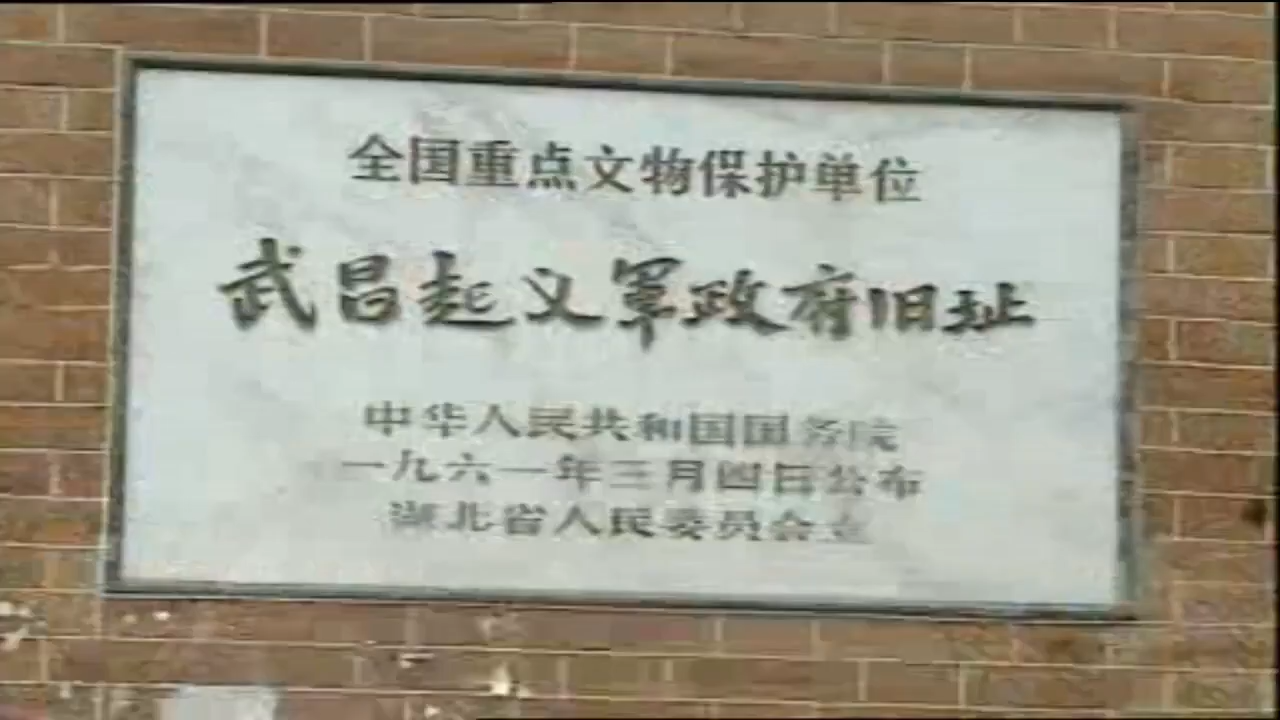 全国重点文物保护单位
武昌起义军政府旧址
中华人民共和国国务院
一九六一年三月四日公布
湖北省人民委员会立